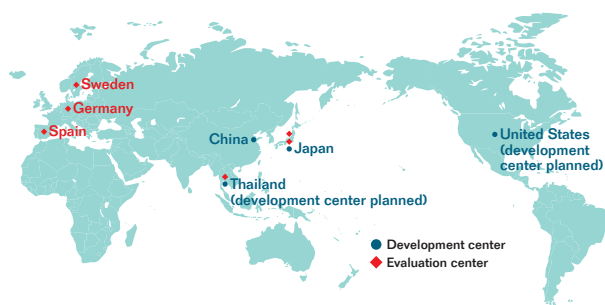 Sweden
Germany
Spain
China
Japan
United States
(development
center planned)
Thailand
(development center planned)
Development center
Evaluation center